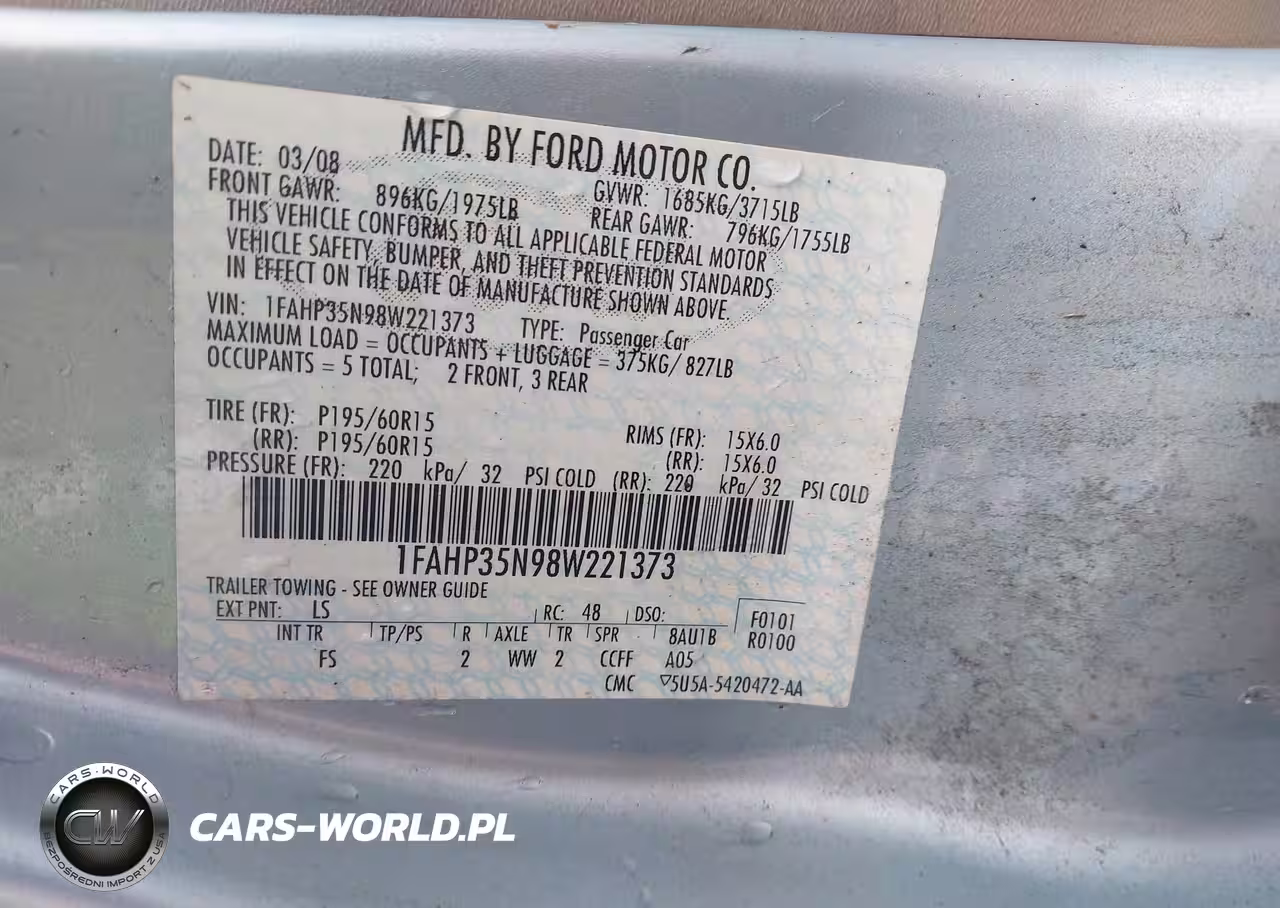 MFD. BY FORD MOTOR CO.
DATE: 03/08
GVWR: 1685KG/3715LB
FRONT GAWR: 896KG/1975LB
REAR GAWR: 796KG/1755LB
THIS VEHICLE CONFORMS TO ALL APPLICABLE FEDERAL MOTOR
VEHICLE SAFETY, BUMPER, AND THEFT PREVENTION STANDARDS
IN EFFECT ON THE DATE OF MANUFACTURE SHOWN ABOVE.
VIN: 1FAHP35N98W221373 TYPE: Passenger Car
MAXIMUM LOAD = OCCUPANTS + LUGGAGE = 375KG/ 827LB
OCCUPANTS = 5 TOTAL; 2 FRONT, 3 REAR
TIRE (FR): P195/60R15 RIMS (FR): 15X6.0
(RR): P195/60R15 (RR): 15X6.0
PRESSURE (FR): 220 kPa/ 32 PSI COLD (RR): 220 kPa/ 32 PSI COLD
1FAHP35N98W221373
TRAILER TOWING - SEE OWNER GUIDE
EXT PNT: LS RC: 48 DSO: F0101
INT TR TP/PS R AXLE TR SPR 8AU1B R0100
FS 2 WW 2 CCFF A05
CMC ▽5U5A-5420472-AA
CARS-WORLD
CW
BEZPOŚREDNI IMPORT Z USA
CARS-WORLD.PL